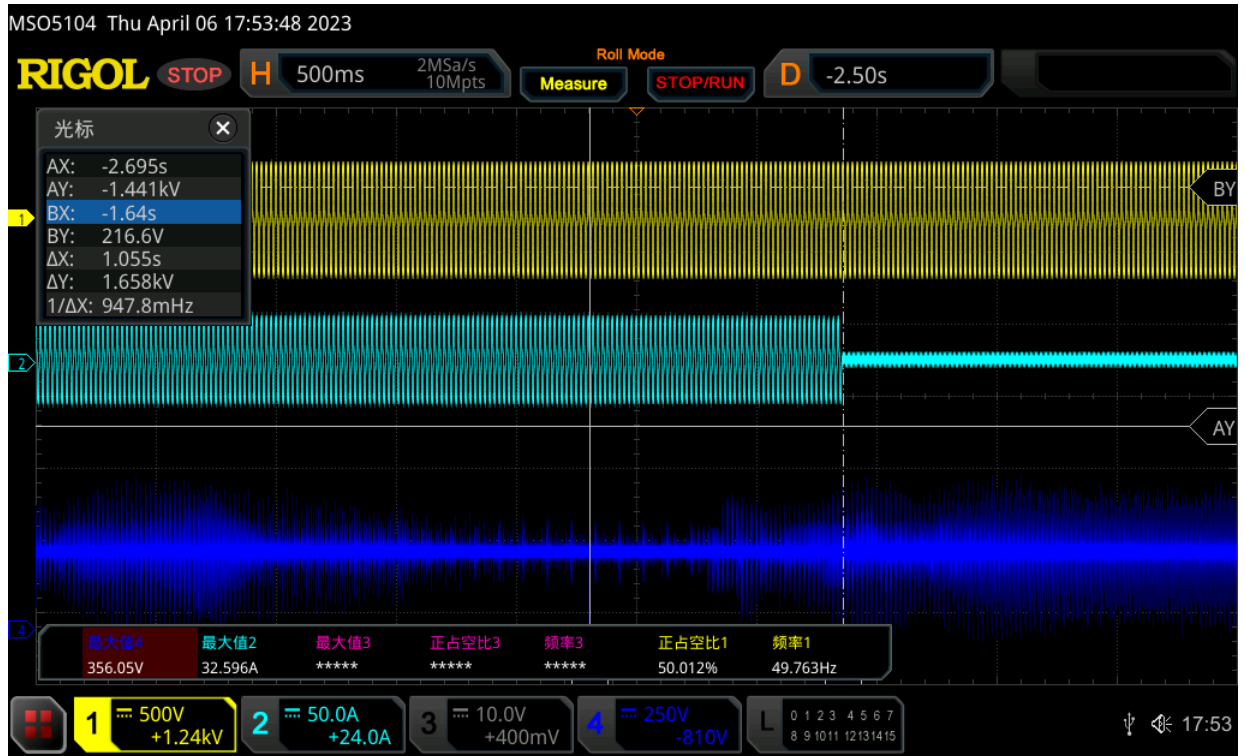 MSO5104 Thu April 06 17:53:48 2023
RIGOL STOP H 500ms 2MSa/s 10Mpts Roll Mode Measure STOP/RUN D -2.50s
光标
AX: -2.695s
AY: -1.441kV
BX: -1.64s
BY: 216.6V
ΔX: 1.055s
ΔY: 1.658kV
1/ΔX: 947.8mHz
BY
1
2
AY
4
最大值4 最大值2 最大值3 正占空比3 频率3 正占空比1 频率1
356.05V 32.596A ***** ***** ***** 50.012% 49.763Hz
1 500V 2 50.0A 3 10.0V 4 250V L 0 1 2 3 4 5 6 7
+1.24kV +24.0A +400mV -810V 8 9 10 11 12 13 14 15
17:53